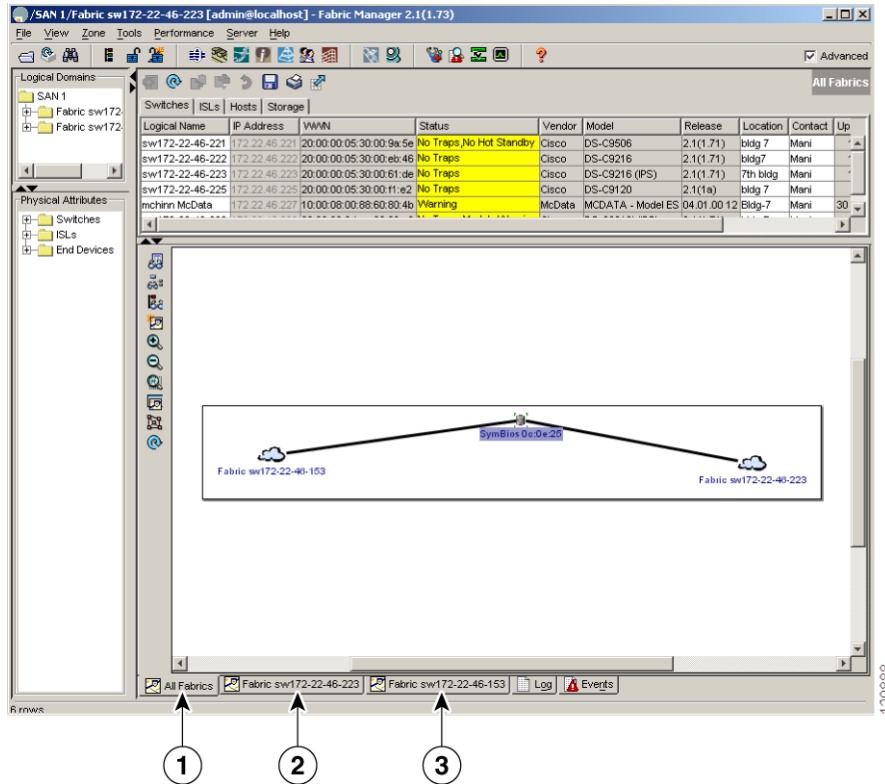 /SAN 1/Fabric sw172-22-46-223 [admin@localhost] - Fabric Manager 2.1(1.73)
File View Zone Tools Performance Server Help
Advanced
Logical Domains
SAN 1
Fabric sw172-
Fabric sw172-
Physical Attributes
Switches
ISLs
End Devices
All Fabrics
Switches ISLs Hosts Storage
Logical Name IP Address WWN Status Vendor Model Release Location Contact Up
sw172-22-46-221 172.22.46.221 20:00:00:05:30:00:9a:5e No Traps,No Hot Standby Cisco DS-C9506 2.1(1.71) bldg 7 Mani
sw172-22-46-222 172.22.46.222 20:00:00:05:30:00:eb:46 No Traps Cisco DS-C9216 2.1(1.71) bldg7 Mani
sw172-22-46-223 172.22.46.223 20:00:00:05:30:00:61:de No Traps Cisco DS-C9216 (IPS) 2.1(1.71) 7th bldg Mani
sw172-22-46-225 172.22.46.225 20:00:00:05:30:00:f1:e2 No Traps Cisco DS-C9120 2.1(1a) bldg 7 Mani
mchinn McData 172.22.46.227 10:00:08:00:88:60:80:4b Warning McData MCDATA - Model ES 04.01.00 12 Bldg-7 Mani 30
SymBios 0c:0e:25
Fabric sw172-22-46-153
Fabric sw172-22-46-223
All Fabrics Fabric sw172-22-46-223 Fabric sw172-22-46-153 Log Events
6 rows
1 2 3